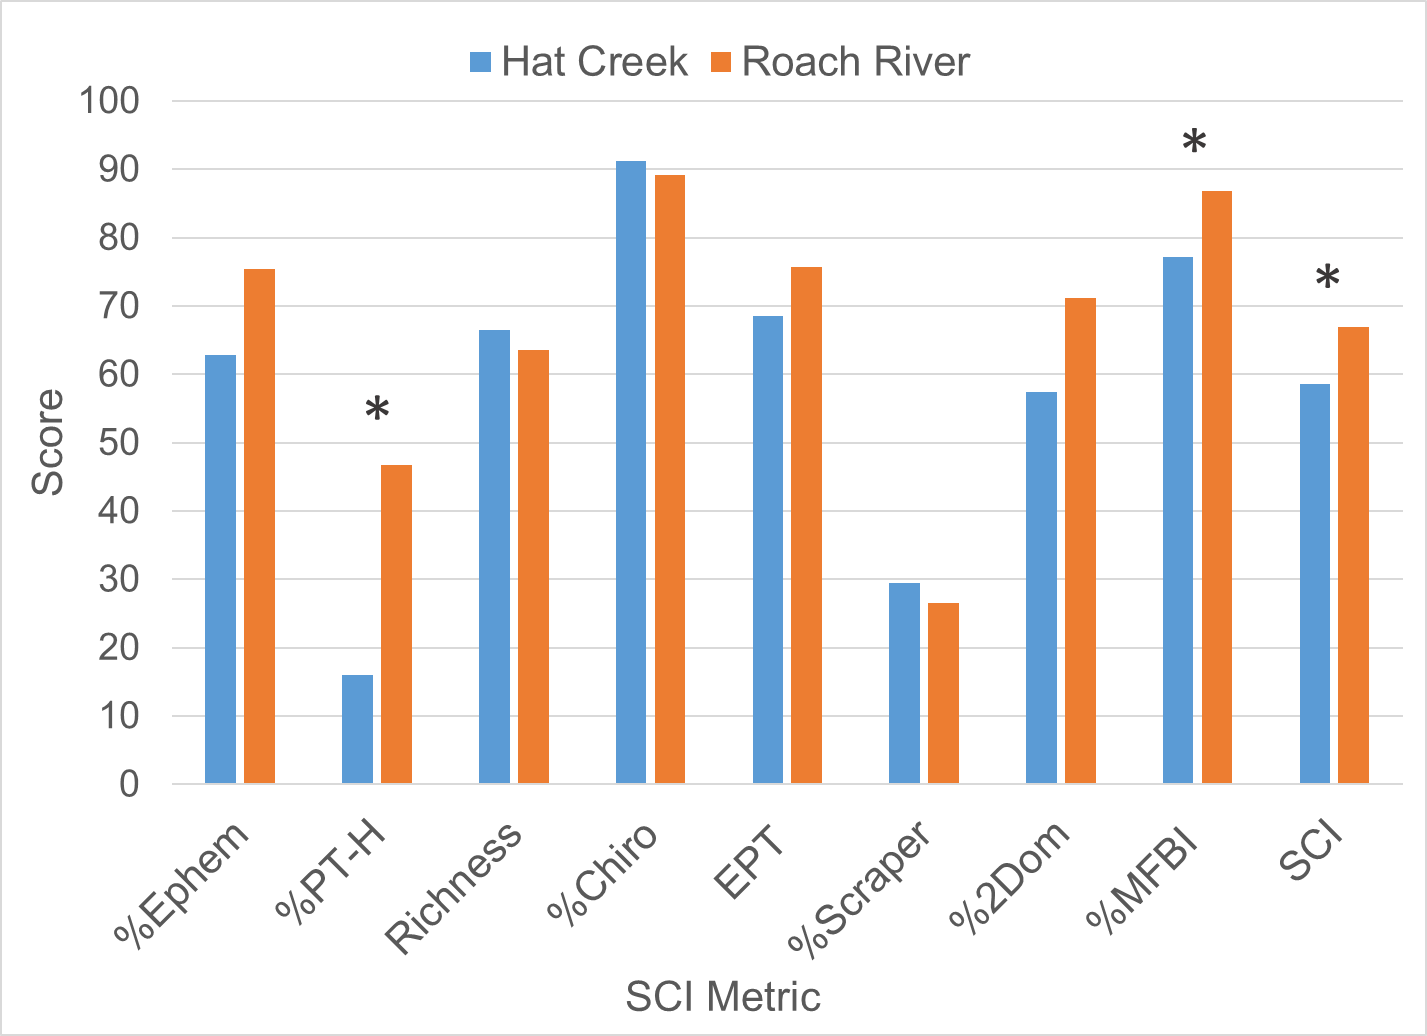 Hat Creek Roach River
100
90
80
70
60
50
40
30
20
10
0
Score
*
*
*
%Ephem
%PT-H
Richness
%Chiro
EPT
%Scraper
%2Dom
%MFBI
SCI
SCI Metric